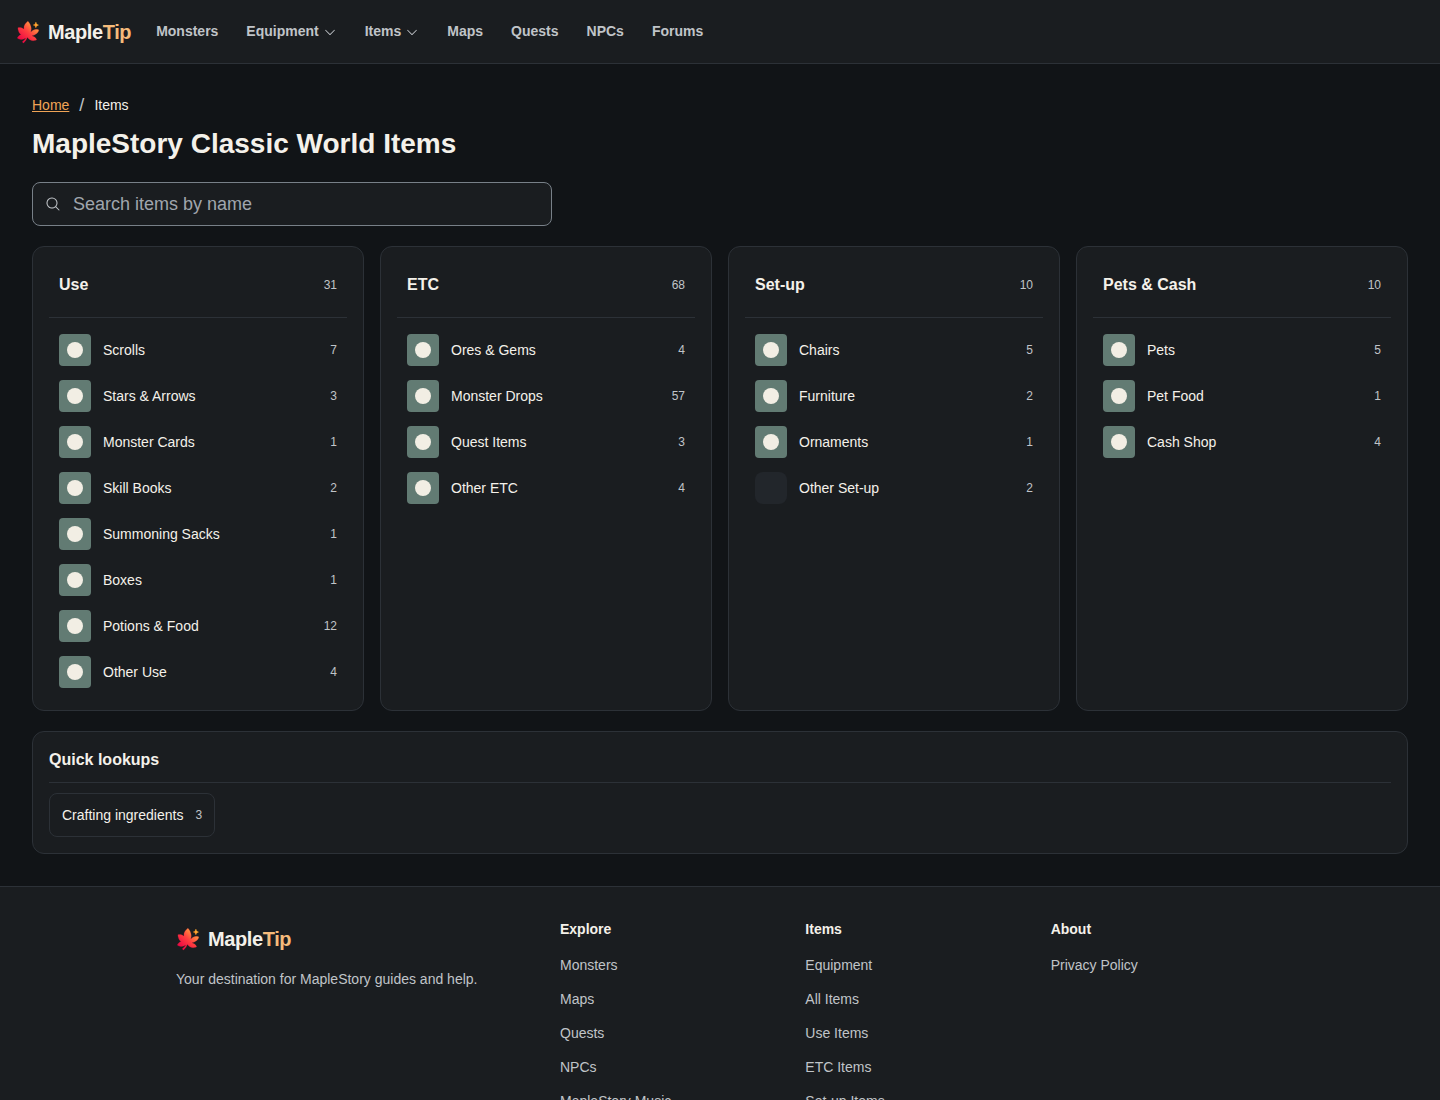 MapleTip
Monsters
Equipment
Items
Maps
Quests
NPCs
Forums
Home / Items
MapleStory Classic World Items
Search items by name
Use 31
Scrolls 7
Stars & Arrows 3
Monster Cards 1
Skill Books 2
Summoning Sacks 1
Boxes 1
Potions & Food 12
Other Use 4
ETC 68
Ores & Gems 4
Monster Drops 57
Quest Items 3
Other ETC 4
Set-up 10
Chairs 5
Furniture 2
Ornaments 1
Other Set-up 2
Pets & Cash 10
Pets 5
Pet Food 1
Cash Shop 4
Quick lookups
Crafting ingredients 3
MapleTip
Your destination for MapleStory guides and help.
Explore
Monsters
Maps
Quests
NPCs
MapleStory Music
Items
Equipment
All Items
Use Items
ETC Items
Set-up Items
About
Privacy Policy